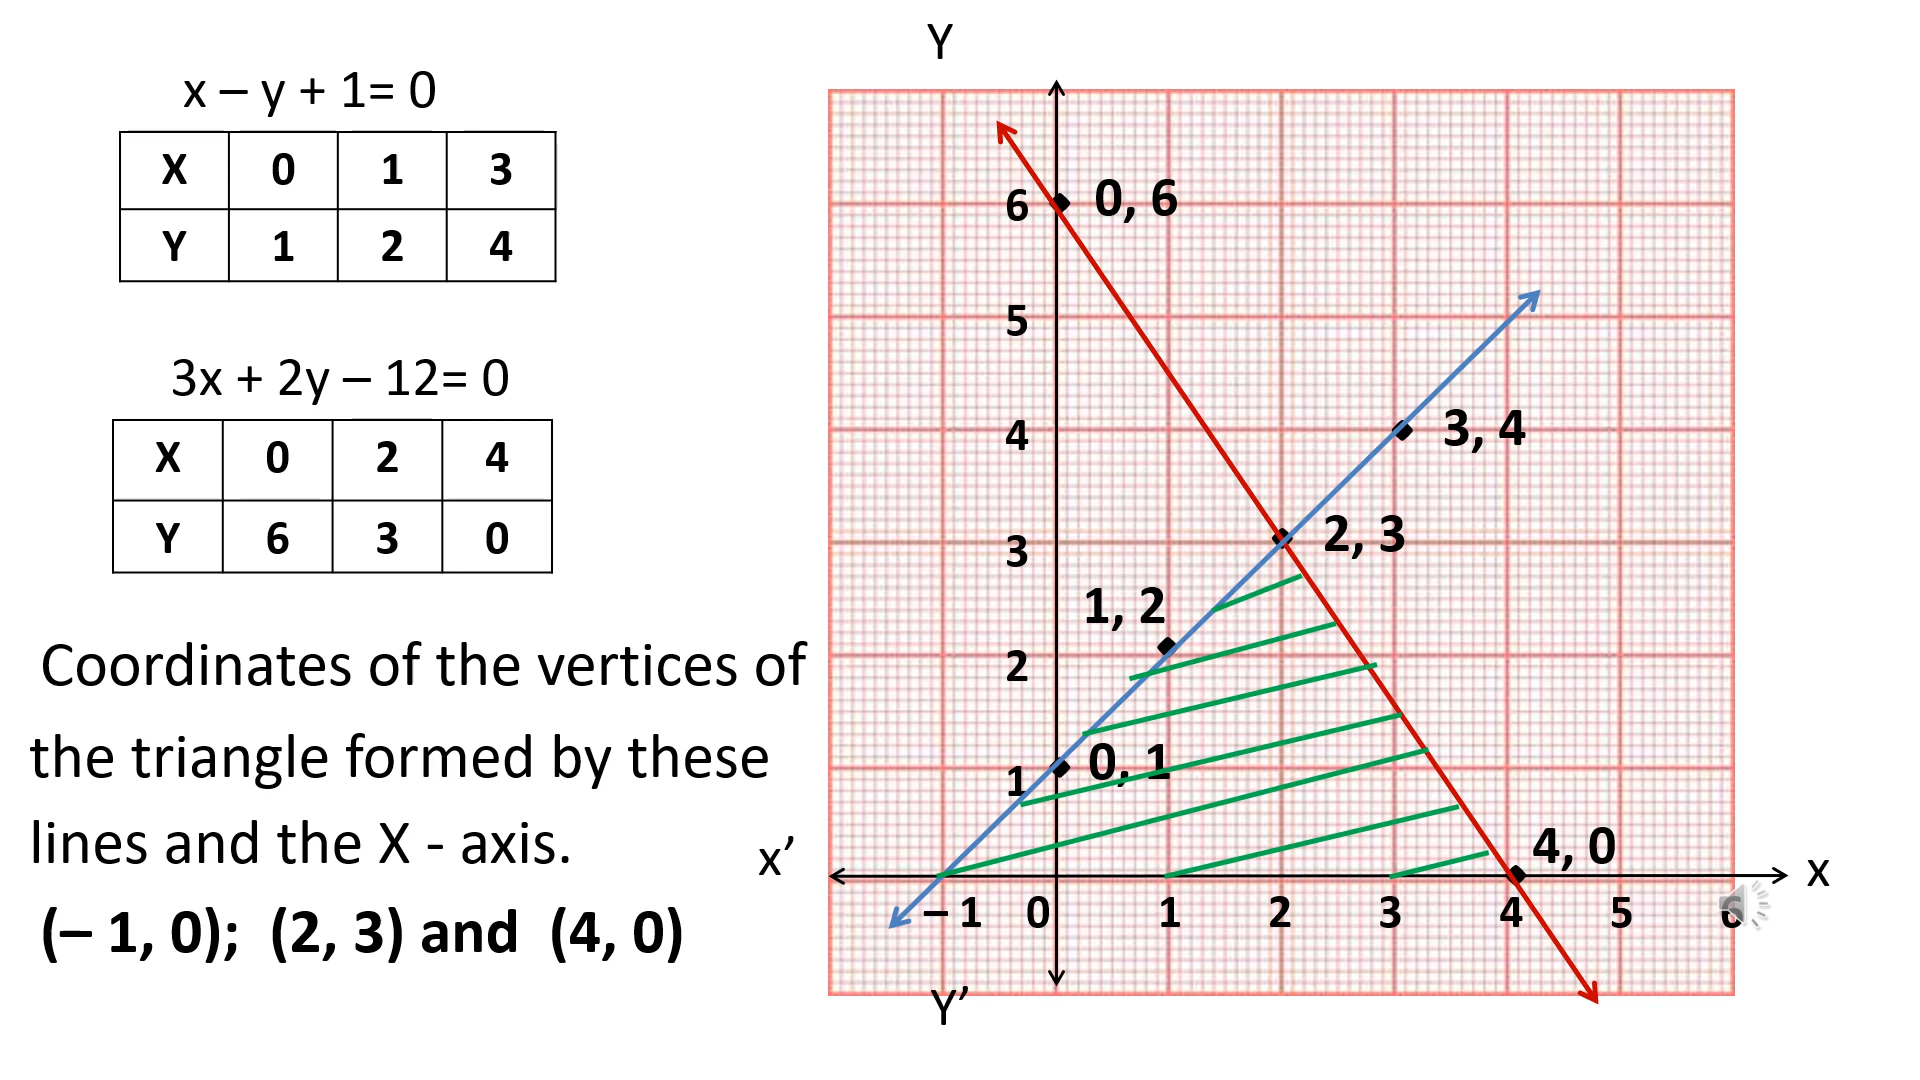 x – y + 1= 0
X 0 1 3
Y 1 2 4
3x + 2y – 12= 0
X 0 2 4
Y 6 3 0
Coordinates of the vertices of
the triangle formed by these
lines and the X - axis.
(– 1, 0); (2, 3) and (4, 0)
Y
6 0, 6
5
4 3, 4
3 2, 3
1, 2
2
1 0, 1
4, 0
x’ x
– 1 0 1 2 3 4 5 6
Y’